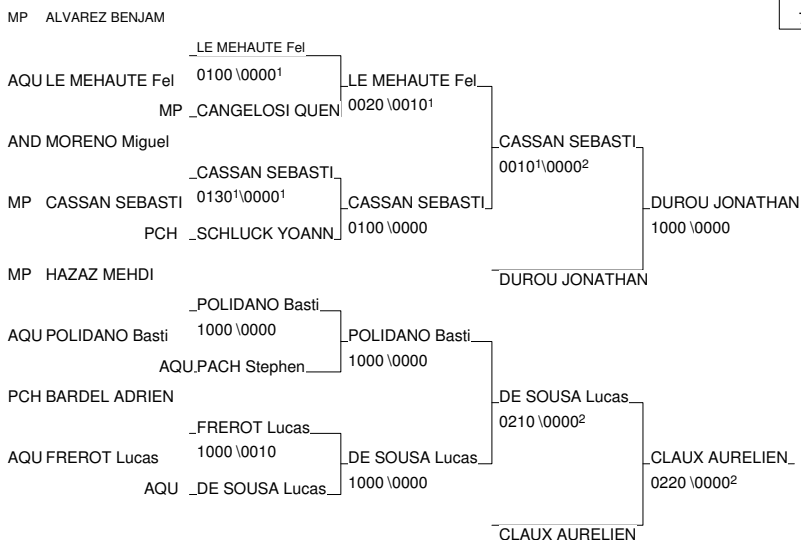 MP ALVAREZ BENJAM
LE MEHAUTE Fel
AQU LE MEHAUTE Fel 0100 \0000¹ LE MEHAUTE Fel
MP CANGELOSI QUEN 0020 \0010¹
AND MORENO Miguel CASSAN SEBASTI
CASSAN SEBASTI 0010¹\0000²
MP CASSAN SEBASTI 0130¹\0000¹ CASSAN SEBASTI DUROU JONATHAN
PCH SCHLUCK YOANN 0100 \0000 1000 \0000
MP HAZAZ MEHDI DUROU JONATHAN
POLIDANO Basti
AQU POLIDANO Basti 1000 \0000 POLIDANO Basti
AQU PACH Stephen 1000 \0000
PCH BARDEL ADRIEN DE SOUSA Lucas
FREROT Lucas 0210 \0000²
AQU FREROT Lucas 1000 \0010 DE SOUSA Lucas CLAUX AURELIEN
AQU DE SOUSA Lucas 1000 \0000 0220 \0000²
CLAUX AURELIEN